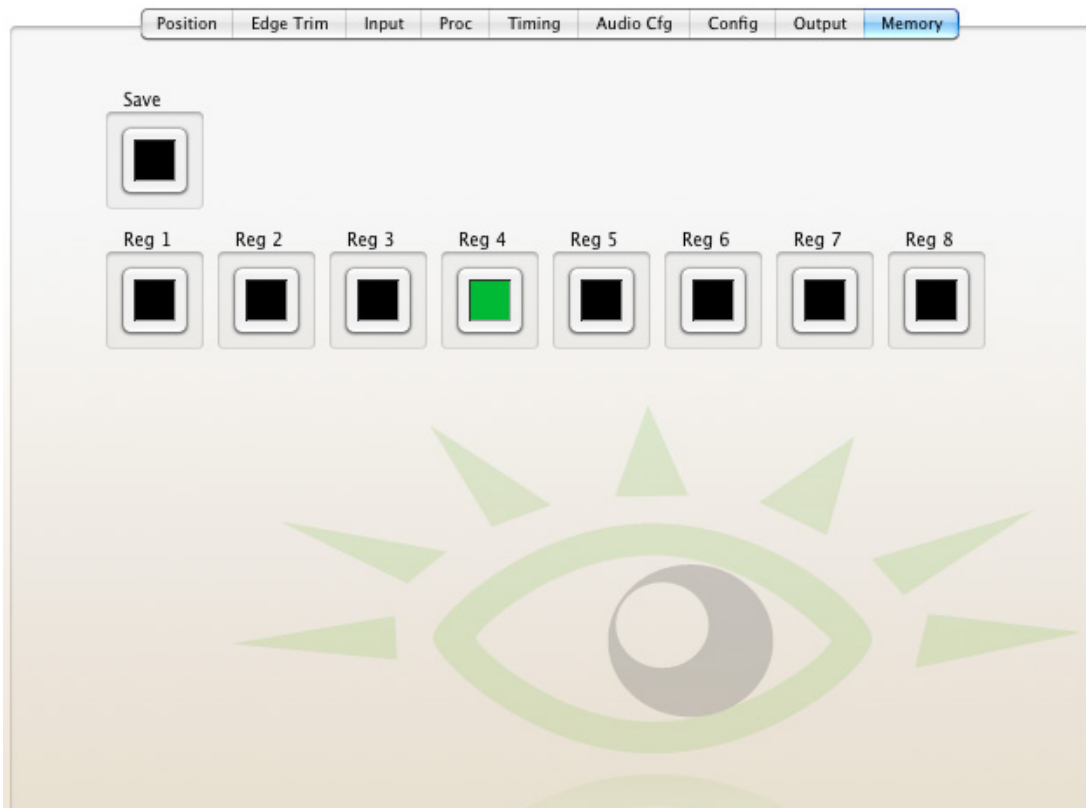 Position Edge Trim Input Proc Timing Audio Cfg Config Output Memory
Save
Reg 1 Reg 2 Reg 3 Reg 4 Reg 5 Reg 6 Reg 7 Reg 8